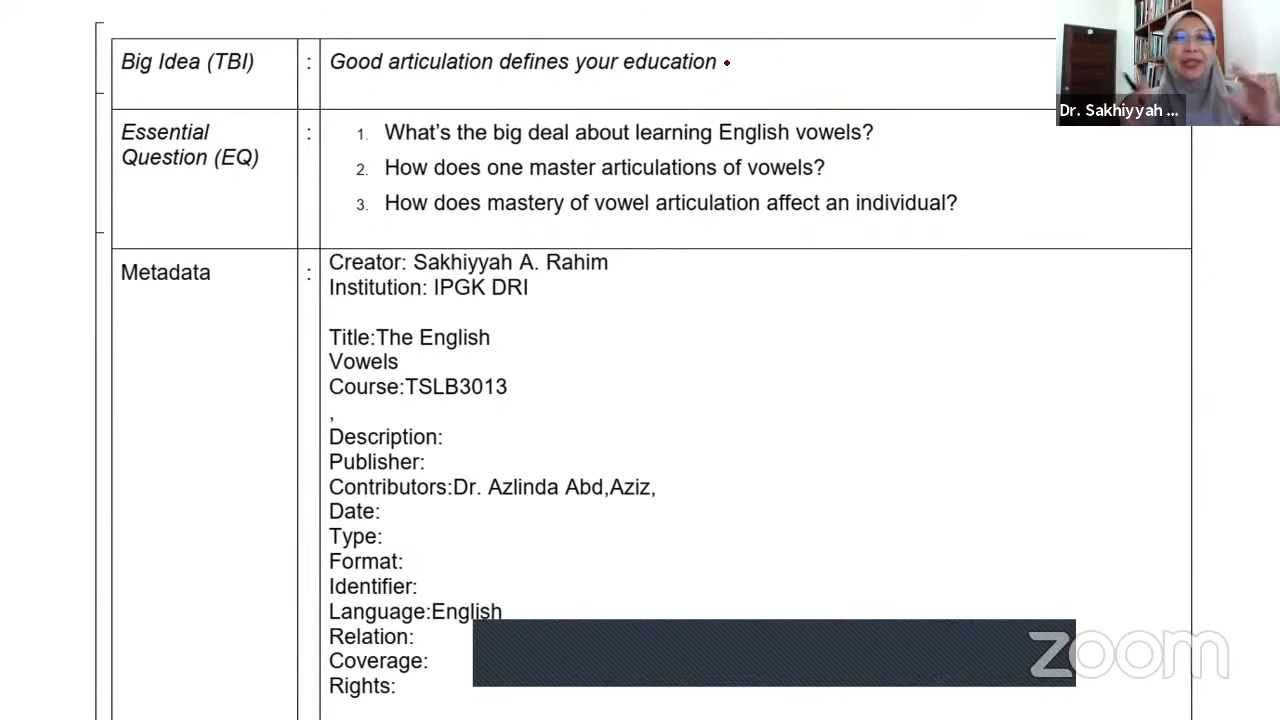 Big Idea (TBI) : Good articulation defines your education
Dr. Sakhiyyah ...
Essential Question (EQ) :
1. What's the big deal about learning English vowels?
2. How does one master articulations of vowels?
3. How does mastery of vowel articulation affect an individual?
Metadata :
Creator: Sakhiyyah A. Rahim
Institution: IPGK DRI
Title:The English
Vowels
Course:TSLB3013
,
Description:
Publisher:
Contributors:Dr. Azlinda Abd,Aziz,
Date:
Type:
Format:
Identifier:
Language:English
Relation:
Coverage:
Rights:
zoom